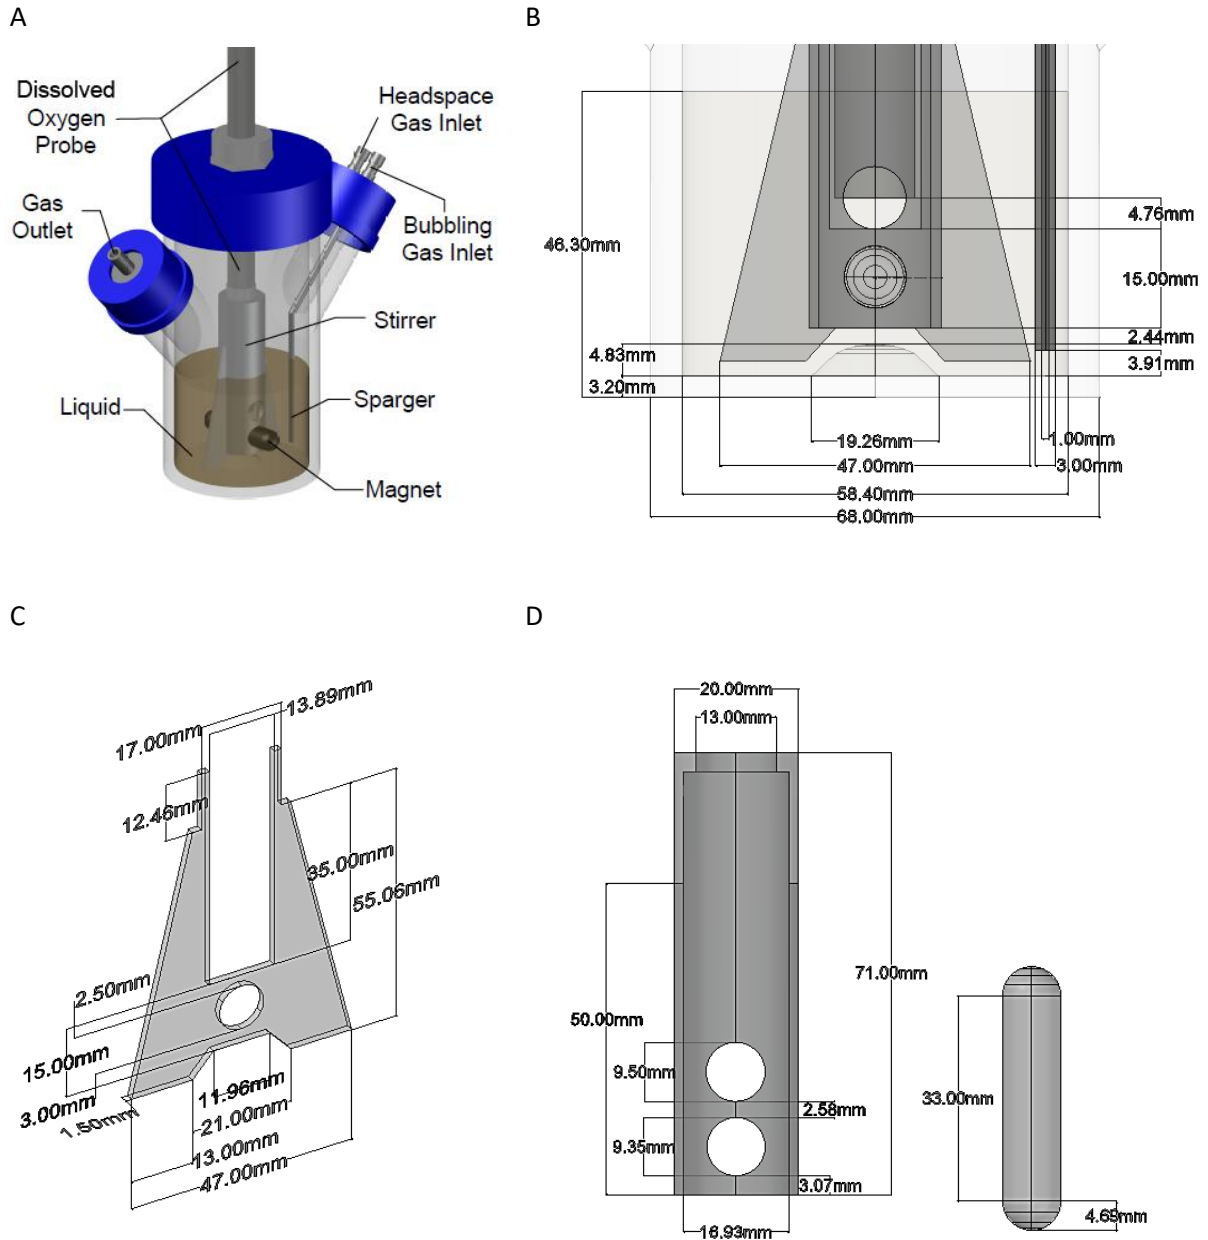 A
B
Dissolved
Oxygen
Probe
Headspace
Gas Inlet
Gas
Outlet
Bubbling
Gas Inlet
Stirrer
Liquid
Sparger
Magnet
46.30mm
4.76mm
15.00mm
2.44mm
4.83mm
3.91mm
3.20mm
19.26mm
1.00mm
47.00mm
3.00mm
58.40mm
68.00mm
C
D
13.89mm
17.00mm
12.46mm
35.00mm
55.06mm
2.50mm
15.00mm
3.00mm
1.50mm
11.96mm
21.00mm
13.00mm
47.00mm
20.00mm
13.00mm
71.00mm
50.00mm
9.50mm
2.58mm
9.35mm
3.07mm
16.93mm
33.00mm
4.69mm